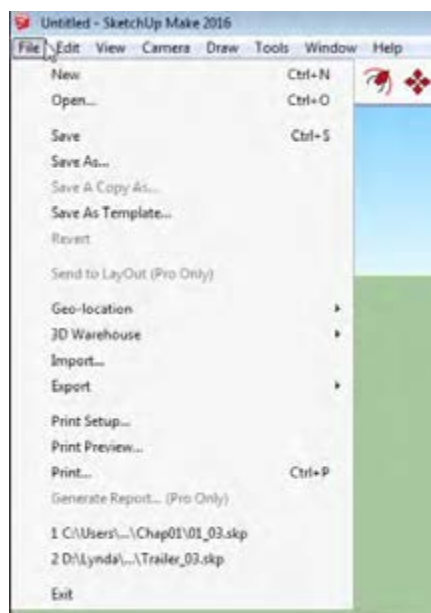 Untitled - SketchUp Make 2016
File Edit View Camera Draw Tools Window Help
New Ctrl+N
Open... Ctrl+O
Save Ctrl+S
Save As...
Save A Copy As...
Save As Template...
Revert
Send to LayOut (Pro Only)
Geo-location
3D Warehouse
Import...
Export
Print Setup...
Print Preview...
Print... Ctrl+P
Generate Report... (Pro Only)
1 C:\Users\...\Chap01\01_03.skp
2 D:\Lynda\...\Trailer_03.skp
Exit